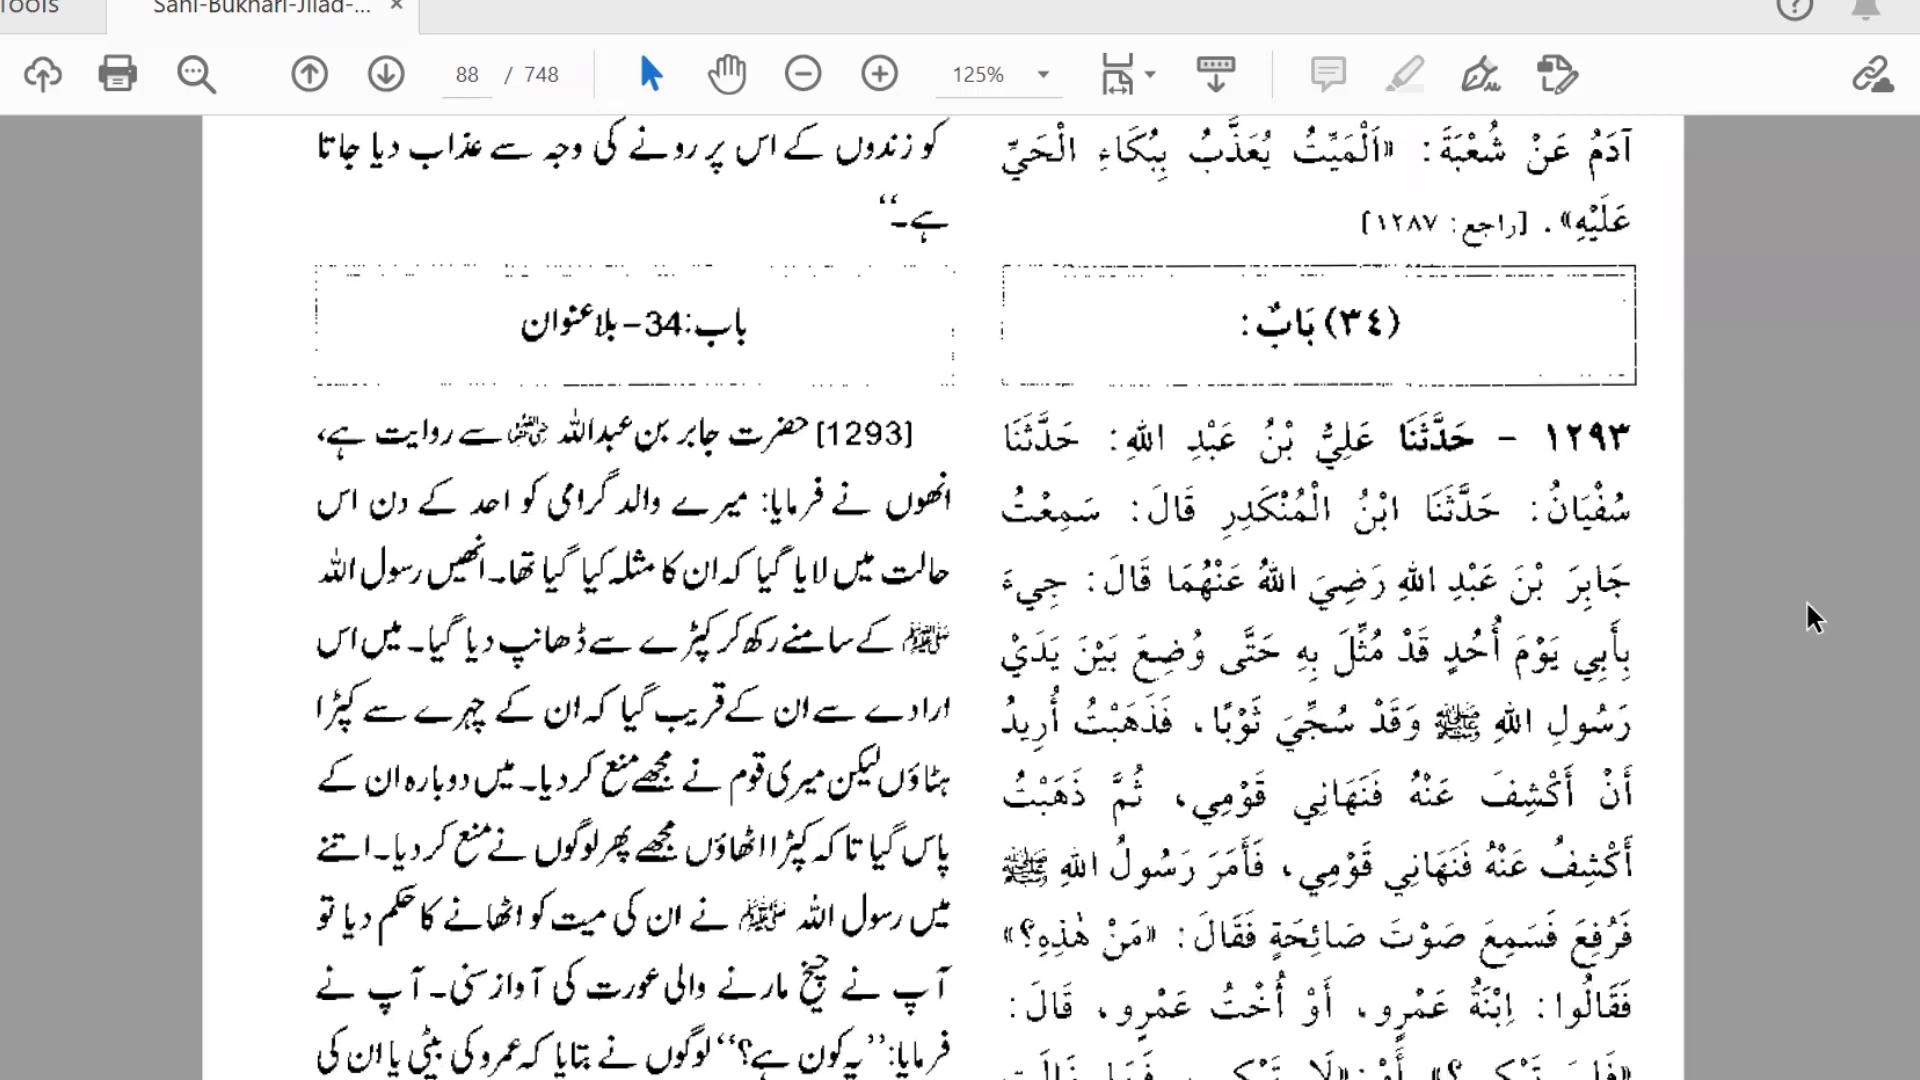 Tools
Sahi-Bukhari-Jilad-...
88 / 748
125%
آدَمُ عَنْ شُعْبَةَ: «اَلْمَيِّتُ يُعَذَّبُ بِبُكَاءِ الْحَيِّ
عَلَيْهِ». [راجع: ١٢٨٧]
(٣٤) بَابٌ:
١٢٩٣ - حَدَّثَنَا عَلِيُّ بْنُ عَبْدِ اللهِ: حَدَّثَنَا
سُفْيَانُ: حَدَّثَنَا ابْنُ الْمُنْكَدِرِ قَالَ: سَمِعْتُ
جَابِرَ بْنَ عَبْدِ اللهِ رَضِيَ اللهُ عَنْهُمَا قَالَ: جِيءَ
بِأَبِي يَوْمَ أُحُدٍ قَدْ مُثِّلَ بِهِ حَتَّى وُضِعَ بَيْنَ يَدَيْ
رَسُولِ اللهِ ﷺ وَقَدْ سُجِّيَ ثَوْبًا، فَذَهَبْتُ أُرِيدُ
أَنْ أَكْشِفَ عَنْهُ فَنَهَانِي قَوْمِي، ثُمَّ ذَهَبْتُ
أَكْشِفُ عَنْهُ فَنَهَانِي قَوْمِي، فَأَمَرَ رَسُولُ اللهِ ﷺ
فَرُفِعَ فَسَمِعَ صَوْتَ صَائِحَةٍ فَقَالَ: «مَنْ هٰذِهِ؟»
فَقَالُوا: اِبْنَةُ عَمْرٍو، أَوْ أُخْتُ عَمْرٍو، قَالَ:
کو زندوں کے اس پر رونے کی وجہ سے عذاب دیا جاتا
ہے۔‘‘
باب:34- بلاعنوان
[1293] حضرت جابر بن عبداللہ ؓ سے روایت ہے،
انھوں نے فرمایا: میرے والد گرامی کو احد کے دن اس
حالت میں لایا گیا کہ ان کا مثلہ کیا گیا تھا۔ انھیں رسول اللہ
ﷺ کے سامنے رکھ کر کپڑے سے ڈھانپ دیا گیا۔ میں اس
ارادے سے ان کے قریب گیا کہ ان کے چہرے سے کپڑا
ہٹاؤں لیکن میری قوم نے مجھے منع کر دیا۔ میں دوبارہ ان کے
پاس گیا تا کہ کپڑا اٹھاؤں مجھے پھر لوگوں نے منع کر دیا۔ اتنے
میں رسول اللہ ﷺ نے ان کی میت کو اٹھانے کا حکم دیا تو
آپ نے چیخ مارنے والی عورت کی آواز سنی۔ آپ نے
فرمایا: ’’یہ کون ہے؟‘‘ لوگوں نے بتایا کہ عمرو کی بیٹی یا ان کی